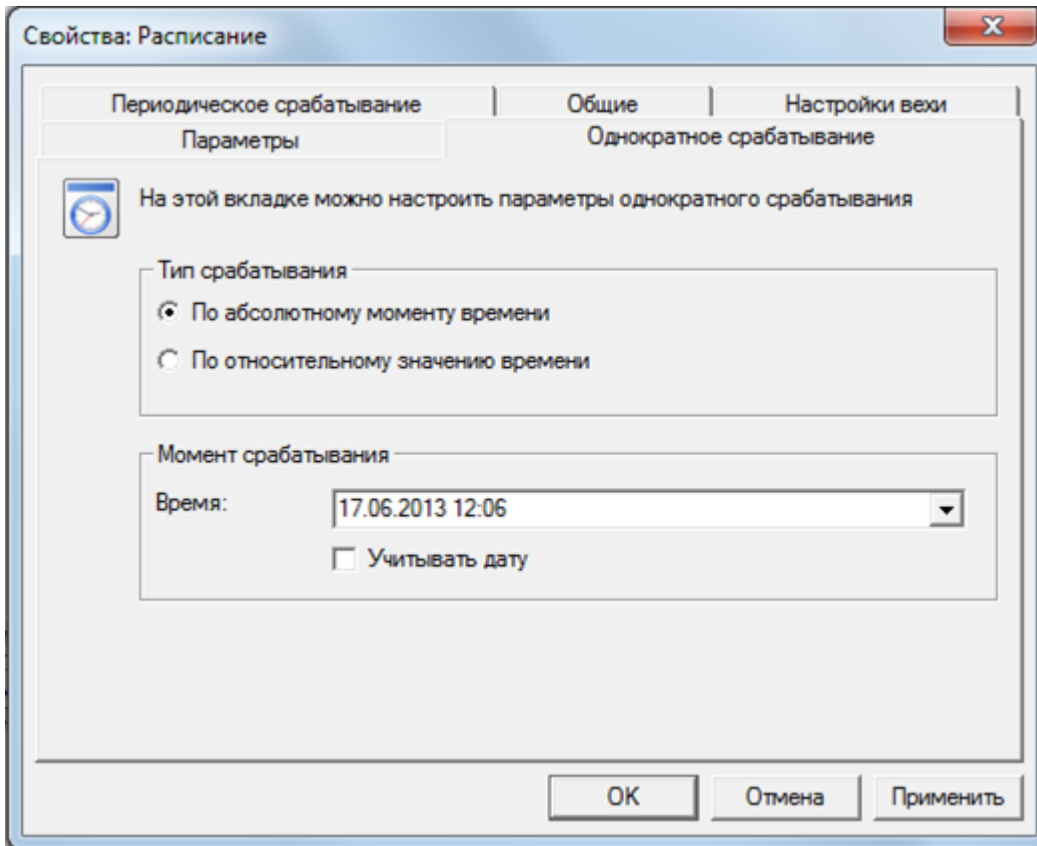 Свойства: Расписание
Периодическое срабатывание Общие Настройки вехи
Параметры Однократное срабатывание
На этой вкладке можно настроить параметры однократного срабатывания
Тип срабатывания
По абсолютному моменту времени
По относительному значению времени
Момент срабатывания
Время: 17.06.2013 12:06
Учитывать дату
OK Отмена Применить